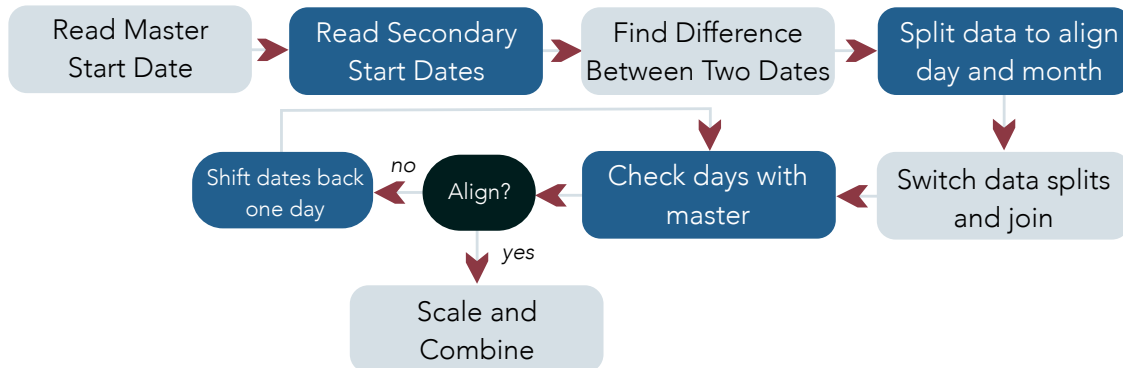 Read Master
Start Date
Read Secondary
Start Dates
Find Difference
Between Two Dates
Split data to align
day and month
Switch data splits
and join
Check days with
master
Align?
no
Shift dates back
one day
yes
Scale and
Combine